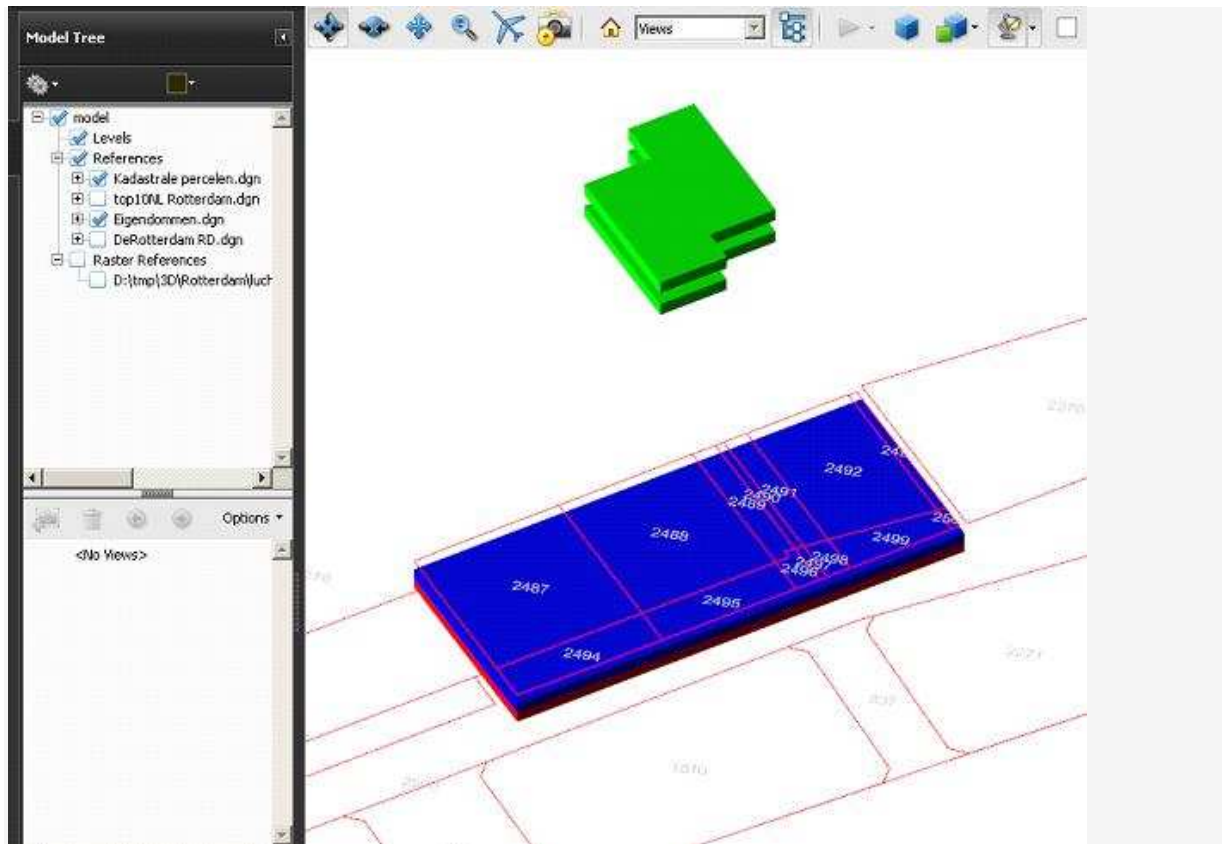 Model Tree
Views
model
Levels
References
Kadastrale percelen.dgn
top10NL Rotterdam.dgn
Eigendommen.dgn
DeRotterdam RD.dgn
Raster References
D:\tmp\3D\Rotterdam\luch
Options
<No Views>
2492
2491
2490
2489
2488
2499
2498
2497
2496
2487
2495
2494